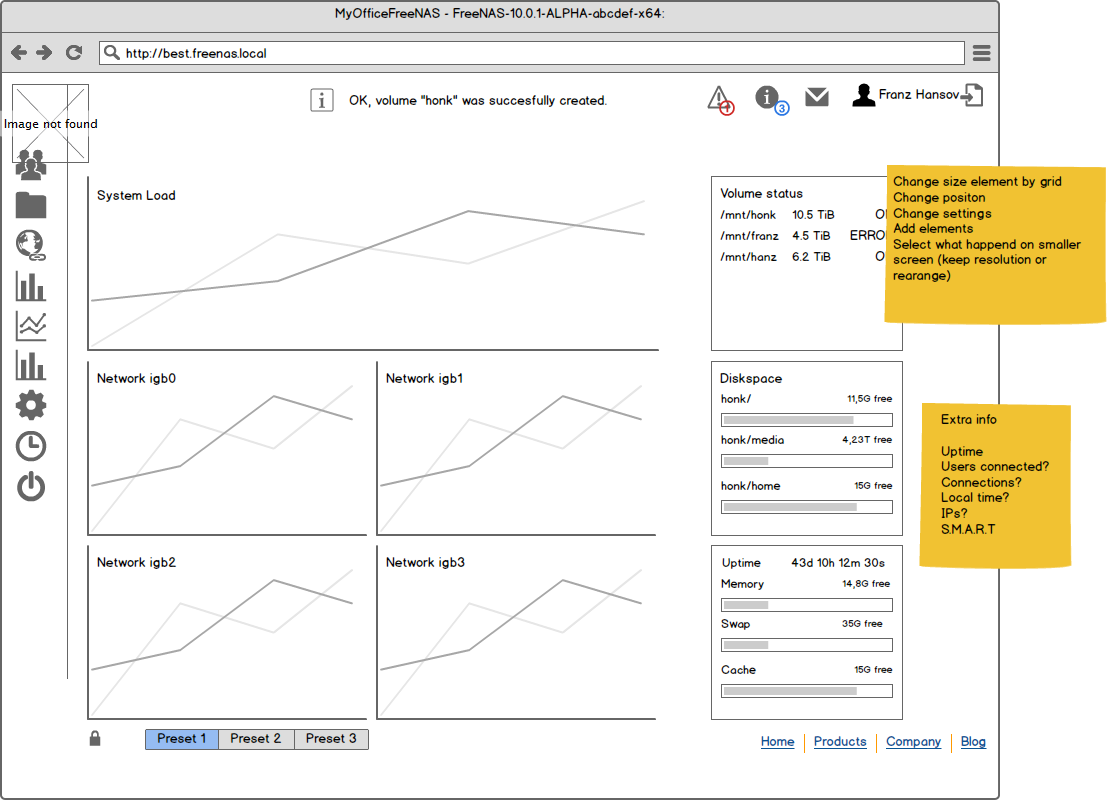 MyOfficeFreeNAS - FreeNAS-10.0.1-ALPHA-abcdef-x64:
http://best.freenas.local
OK, volume "honk" was succesfully created.
3
Franz Hansov
Image not found
System Load
Volume status
/mnt/honk 10.5 TiB
/mnt/franz 4.5 TiB
/mnt/hanz 6.2 TiB
Change size element by grid
Change positon
Change settings
Add elements
Select what happend on smaller
screen (keep resolution or
rearange)
Network igb0
Network igb1
Diskspace
honk/ 11,5G free
honk/media 4,23T free
honk/home 15G free
Extra info
Uptime
Users connected?
Connections?
Local time?
IPs?
S.M.A.R.T
Network igb2
Network igb3
Uptime 43d 10h 12m 30s
Memory 14,8G free
Swap 35G free
Cache 15G free
Preset 1 Preset 2 Preset 3
Home Products Company Blog